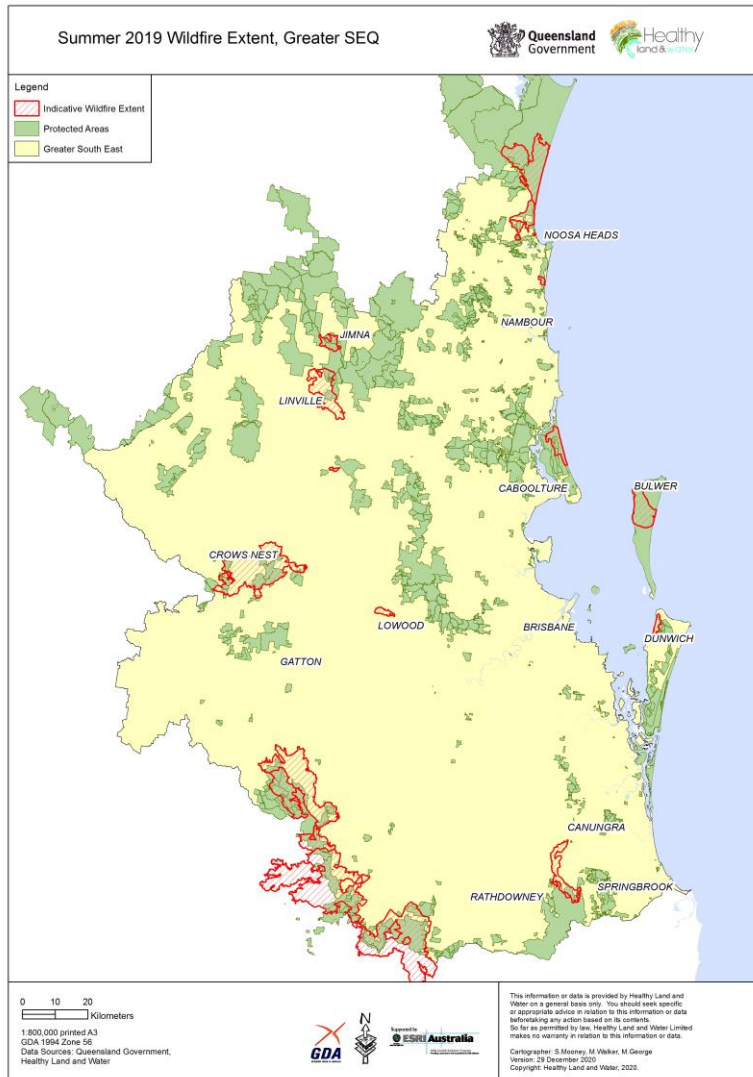 Summer 2019 Wildfire Extent, Greater SEQ
Queensland
Government
Healthy
land & water
Legend
Indicative Wildfire Extent
Protected Areas
Greater South East
NOOSA HEADS
NAMBOUR
JIMNA
LINVILLE
CABOOLTURE
BULWER
CROWS NEST
LOWOOD
BRISBANE
DUNWICH
GATTON
CANUNGRA
RATHDOWNEY
SPRINGBROOK
0 10 20
Kilometers
1:800,000 printed A3
GDA 1994 Zone 56
Data Sources: Queensland Government,
Healthy Land and Water
GDA
N
Supported by
ESRI Australia
This information or data is provided by Healthy Land and
Water on a general basis only. You should seek specific
or appropriate advice in relation to this information or data
beforetaking any action based on its contents.
So far as permitted by law, Healthy Land and Water Limited
makes no warranty in relation to this information or data.
Cartographer: S.Mooney, M.Walker, M.George
Version: 29 December 2020
Copyright: Healthy Land and Water, 2020.